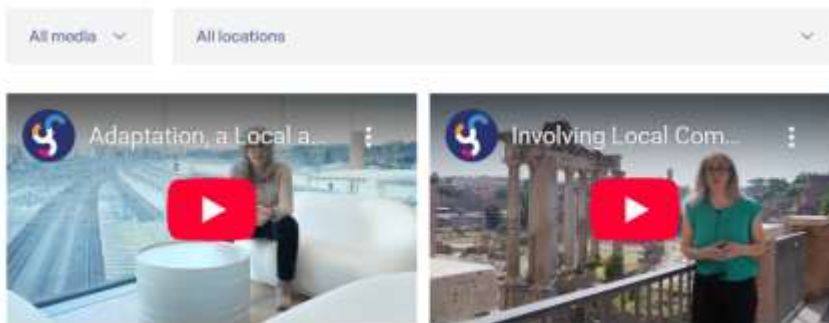 All media
All locations
Adaptation, a Local a...
Involving Local Com...